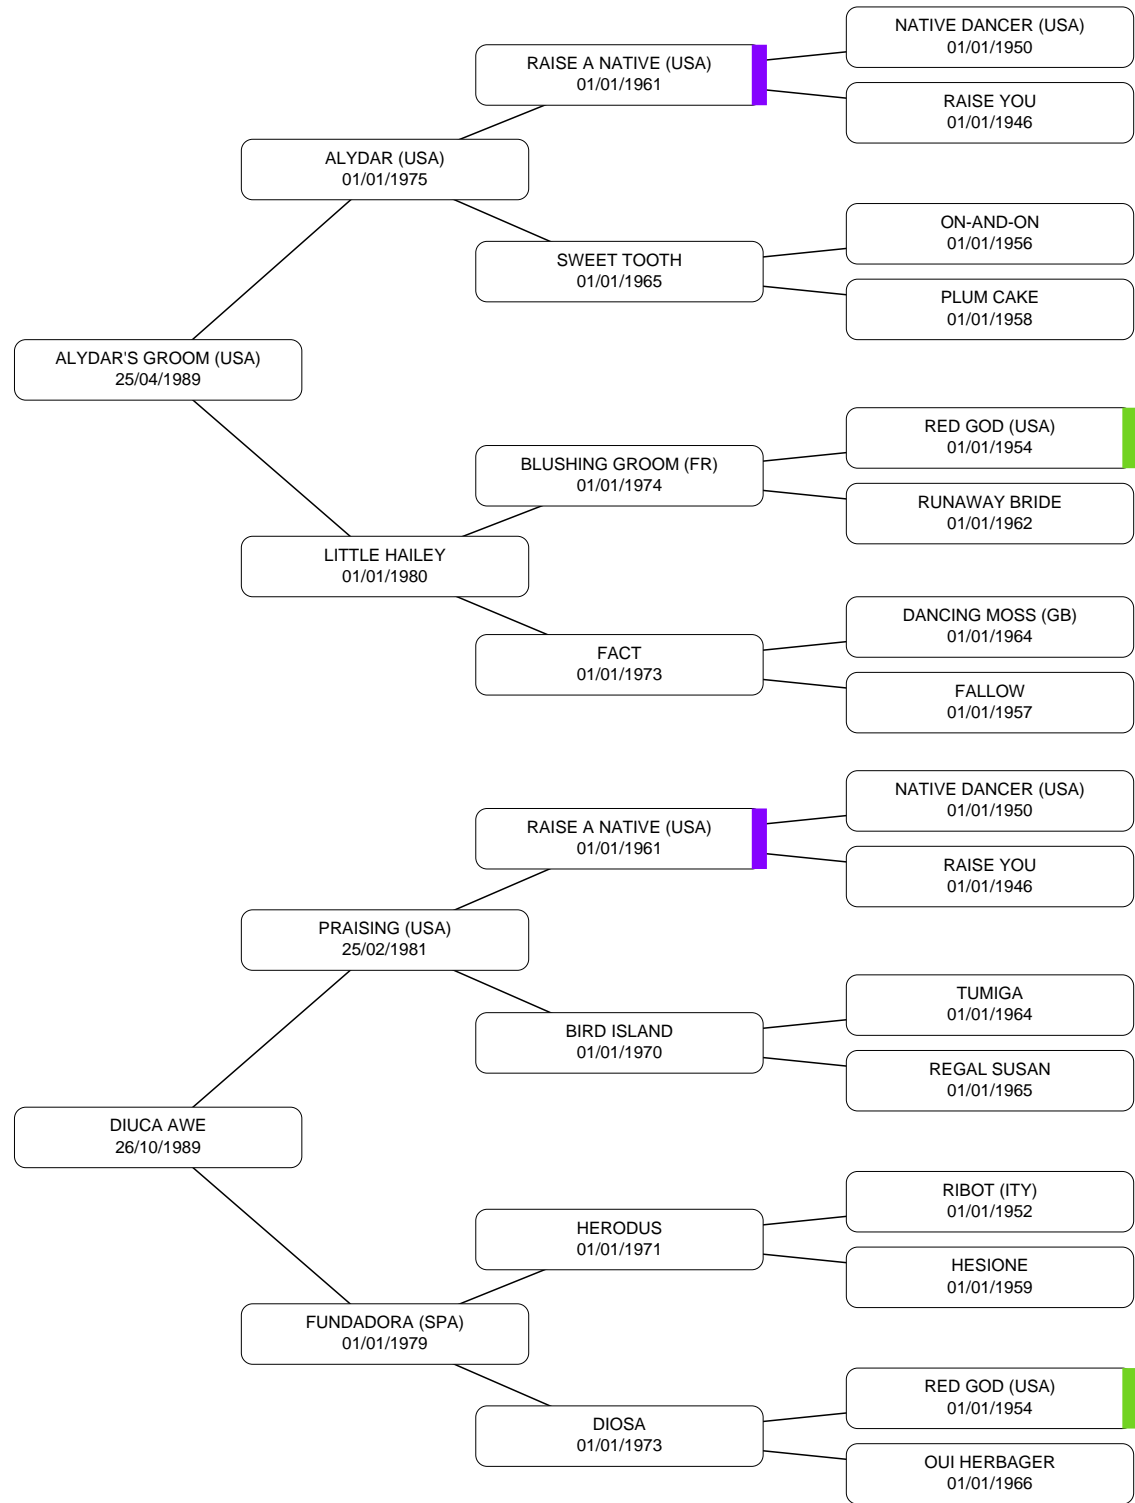 NATIVE DANCER (USA)
01/01/1950
RAISE A NATIVE (USA)
01/01/1961
RAISE YOU
01/01/1946
ALYDAR (USA)
01/01/1975
ON-AND-ON
01/01/1956
SWEET TOOTH
01/01/1965
PLUM CAKE
01/01/1958
ALYDAR'S GROOM (USA)
25/04/1989
RED GOD (USA)
01/01/1954
BLUSHING GROOM (FR)
01/01/1974
RUNAWAY BRIDE
01/01/1962
LITTLE HAILEY
01/01/1980
DANCING MOSS (GB)
01/01/1964
FACT
01/01/1973
FALLOW
01/01/1957
NATIVE DANCER (USA)
01/01/1950
RAISE A NATIVE (USA)
01/01/1961
RAISE YOU
01/01/1946
PRAISING (USA)
25/02/1981
TUMIGA
01/01/1964
BIRD ISLAND
01/01/1970
REGAL SUSAN
01/01/1965
DIUCA AWE
26/10/1989
RIBOT (ITY)
01/01/1952
HERODUS
01/01/1971
HESIONE
01/01/1959
FUNDADORA (SPA)
01/01/1979
RED GOD (USA)
01/01/1954
DIOSA
01/01/1973
OUI HERBAGER
01/01/1966